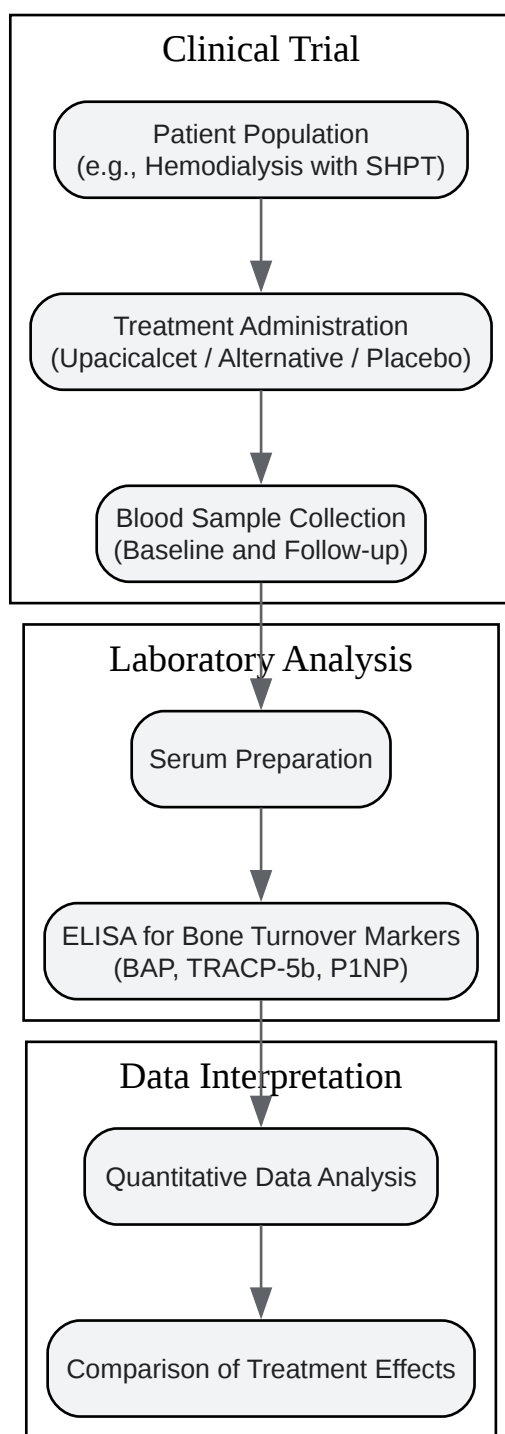 Clinical Trial
Patient Population
(e.g., Hemodialysis with SHPT)
Treatment Administration
(Upacicalcet / Alternative / Placebo)
Blood Sample Collection
(Baseline and Follow-up)
Laboratory Analysis
Serum Preparation
ELISA for Bone Turnover Markers
(BAP, TRACP-5b, P1NP)
Data Interpretation
Quantitative Data Analysis
Comparison of Treatment Effects